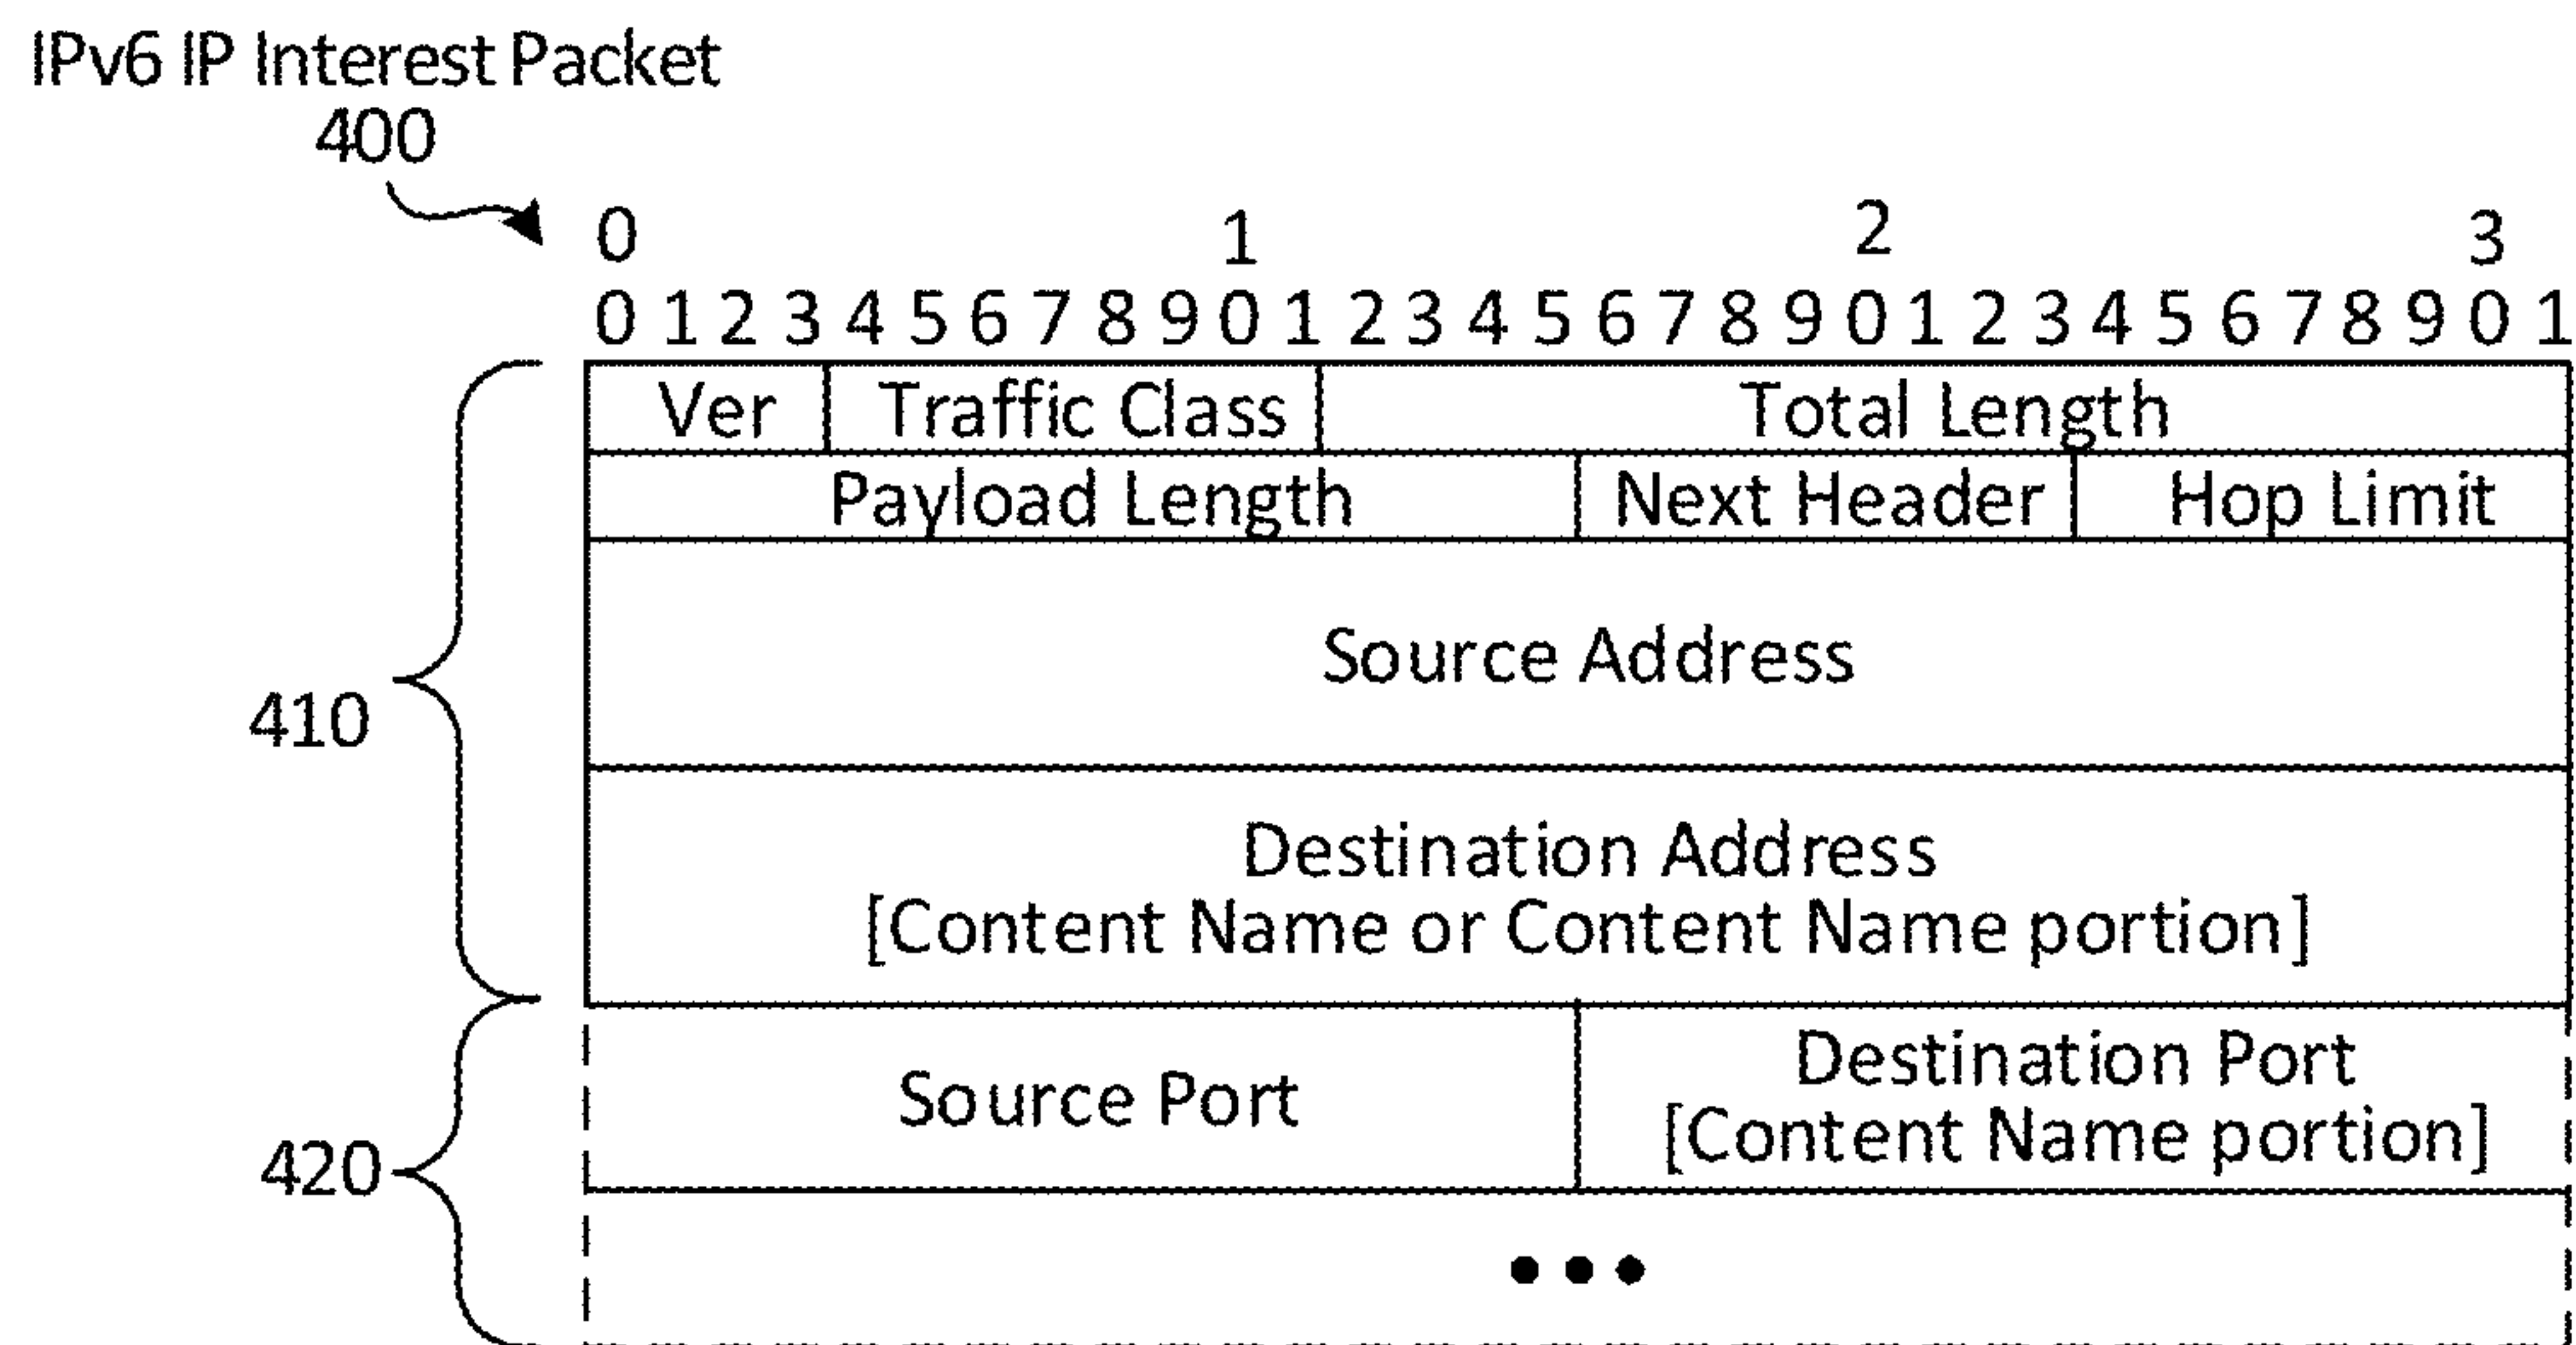 IPv6 IP Interest Packet
400
0 1 2 3
0 1 2 3 4 5 6 7 8 9 0 1 2 3 4 5 6 7 8 9 0 1 2 3 4 5 6 7 8 9 0 1
Ver Traffic Class Total Length
Payload Length Next Header Hop Limit
Source Address
410
Destination Address
[Content Name or Content Name portion]
Source Port
Destination Port
[Content Name portion]
420
•••